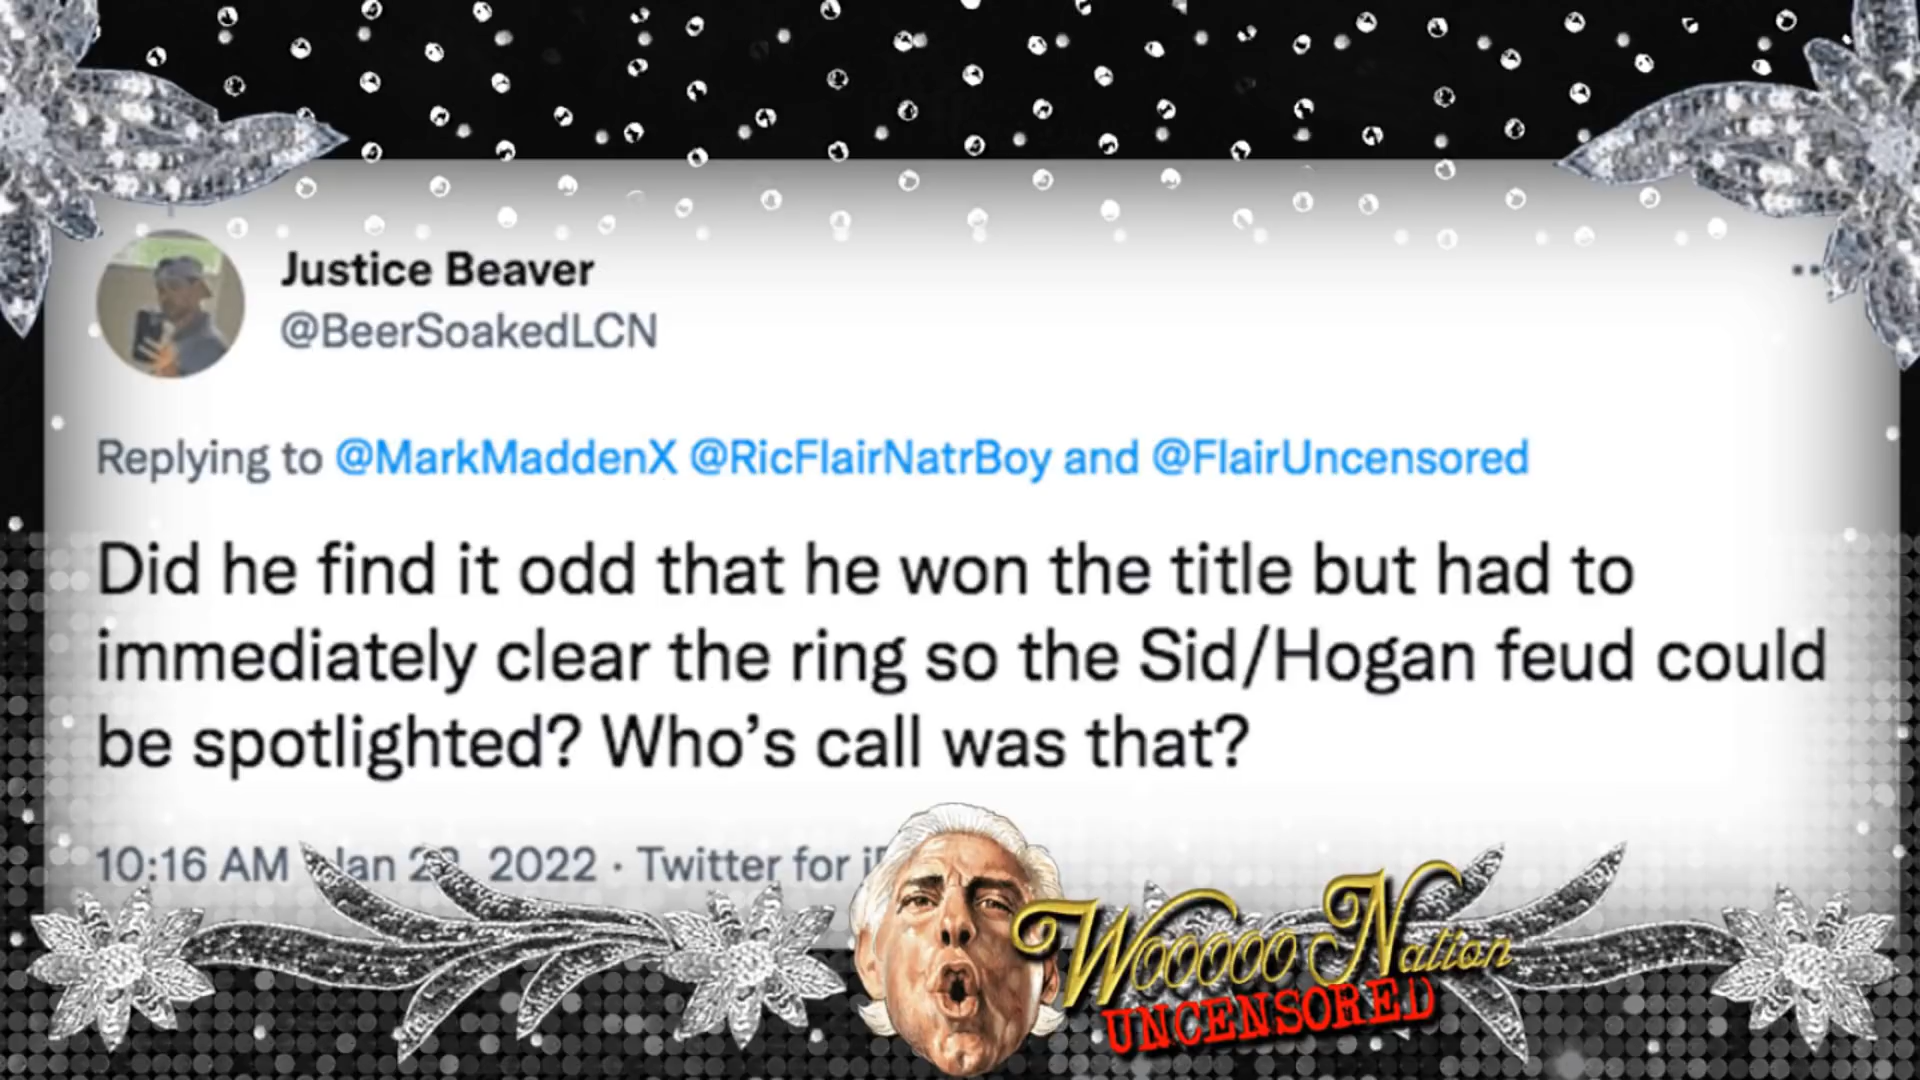 Justice Beaver
@BeerSoakedLCN
Replying to @MarkMaddenX @RicFlairNatrBoy and @FlairUncensored
Did he find it odd that he won the title but had to
immediately clear the ring so the Sid/Hogan feud could
be spotlighted? Who’s call was that?
10:16 AM Jan 2022 · Twitter for
Wooooo Nation
UNCENSORED